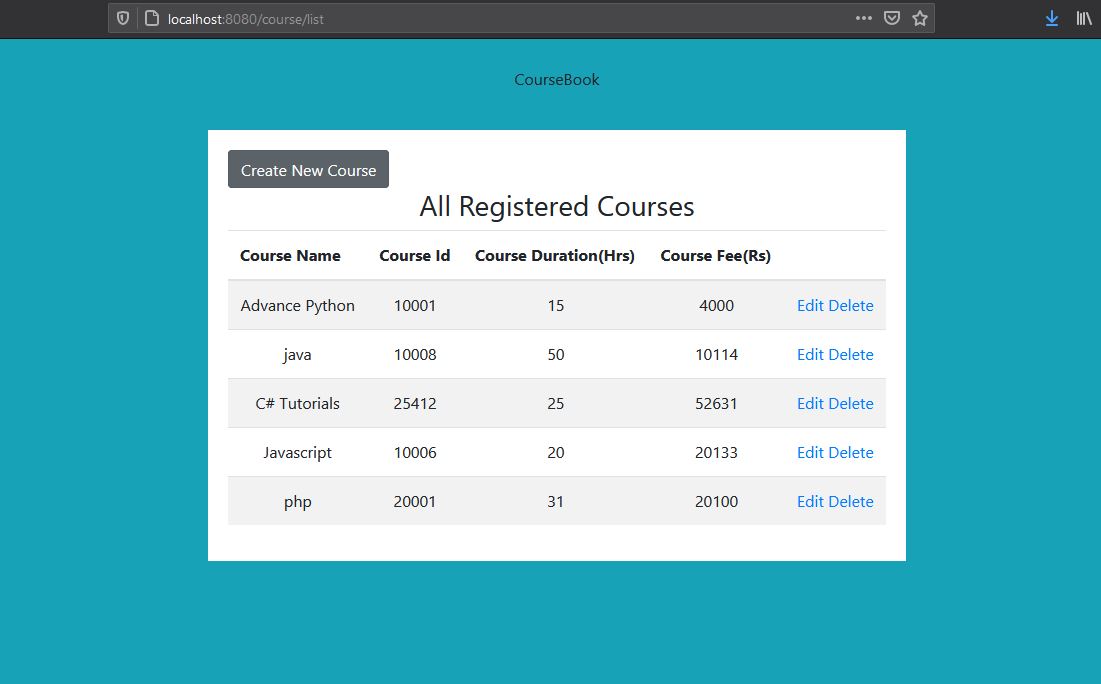 localhost:8080/course/list
CourseBook
Create New Course
All Registered Courses
Course Name Course Id Course Duration(Hrs) Course Fee(Rs)
Advance Python 10001 15 4000 Edit Delete
java 10008 50 10114 Edit Delete
C# Tutorials 25412 25 52631 Edit Delete
Javascript 10006 20 20133 Edit Delete
php 20001 31 20100 Edit Delete